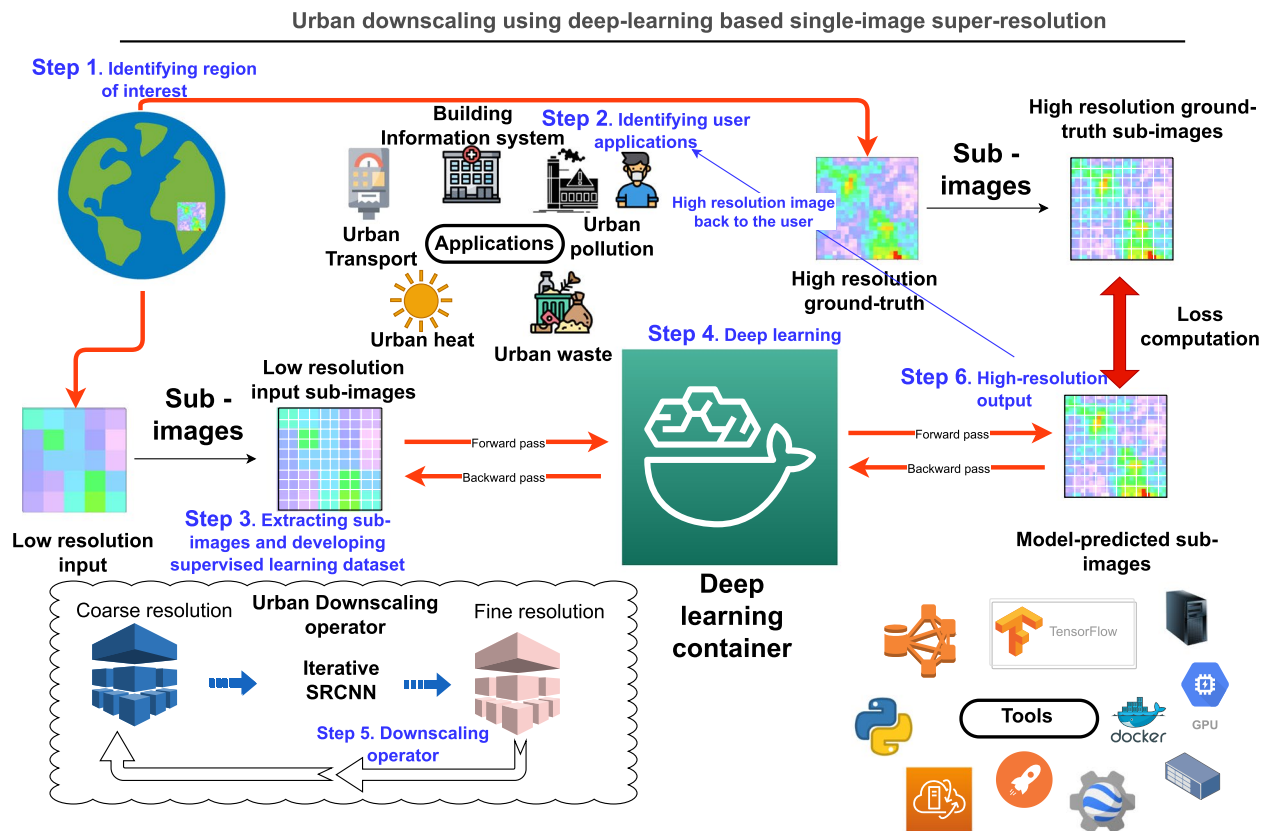 Urban downscaling using deep-learning based single-image super-resolution
Step 1. Identifying region
of interest
Building
Information system
Step 2. Identifying user
applications
High resolution ground-
truth sub-images
Sub -
images
High resolution image
back to the user
Urban
Transport
Applications
Urban
pollution
High resolution
ground-truth
Urban heat
Urban waste
Step 4. Deep learning
Loss
computation
Low resolution
input sub-images
Sub -
images
Step 6. High-resolution
output
Forward pass
Backward pass
Forward pass
Backward pass
Step 3. Extracting sub-
images and developing
supervised learning dataset
Low resolution
input
Model-predicted sub-
images
Deep
learning
container
Coarse resolution
Urban Downscaling
operator
Fine resolution
Iterative
SRCNN
Step 5. Downscaling
operator
TensorFlow
Tools
docker
GPU